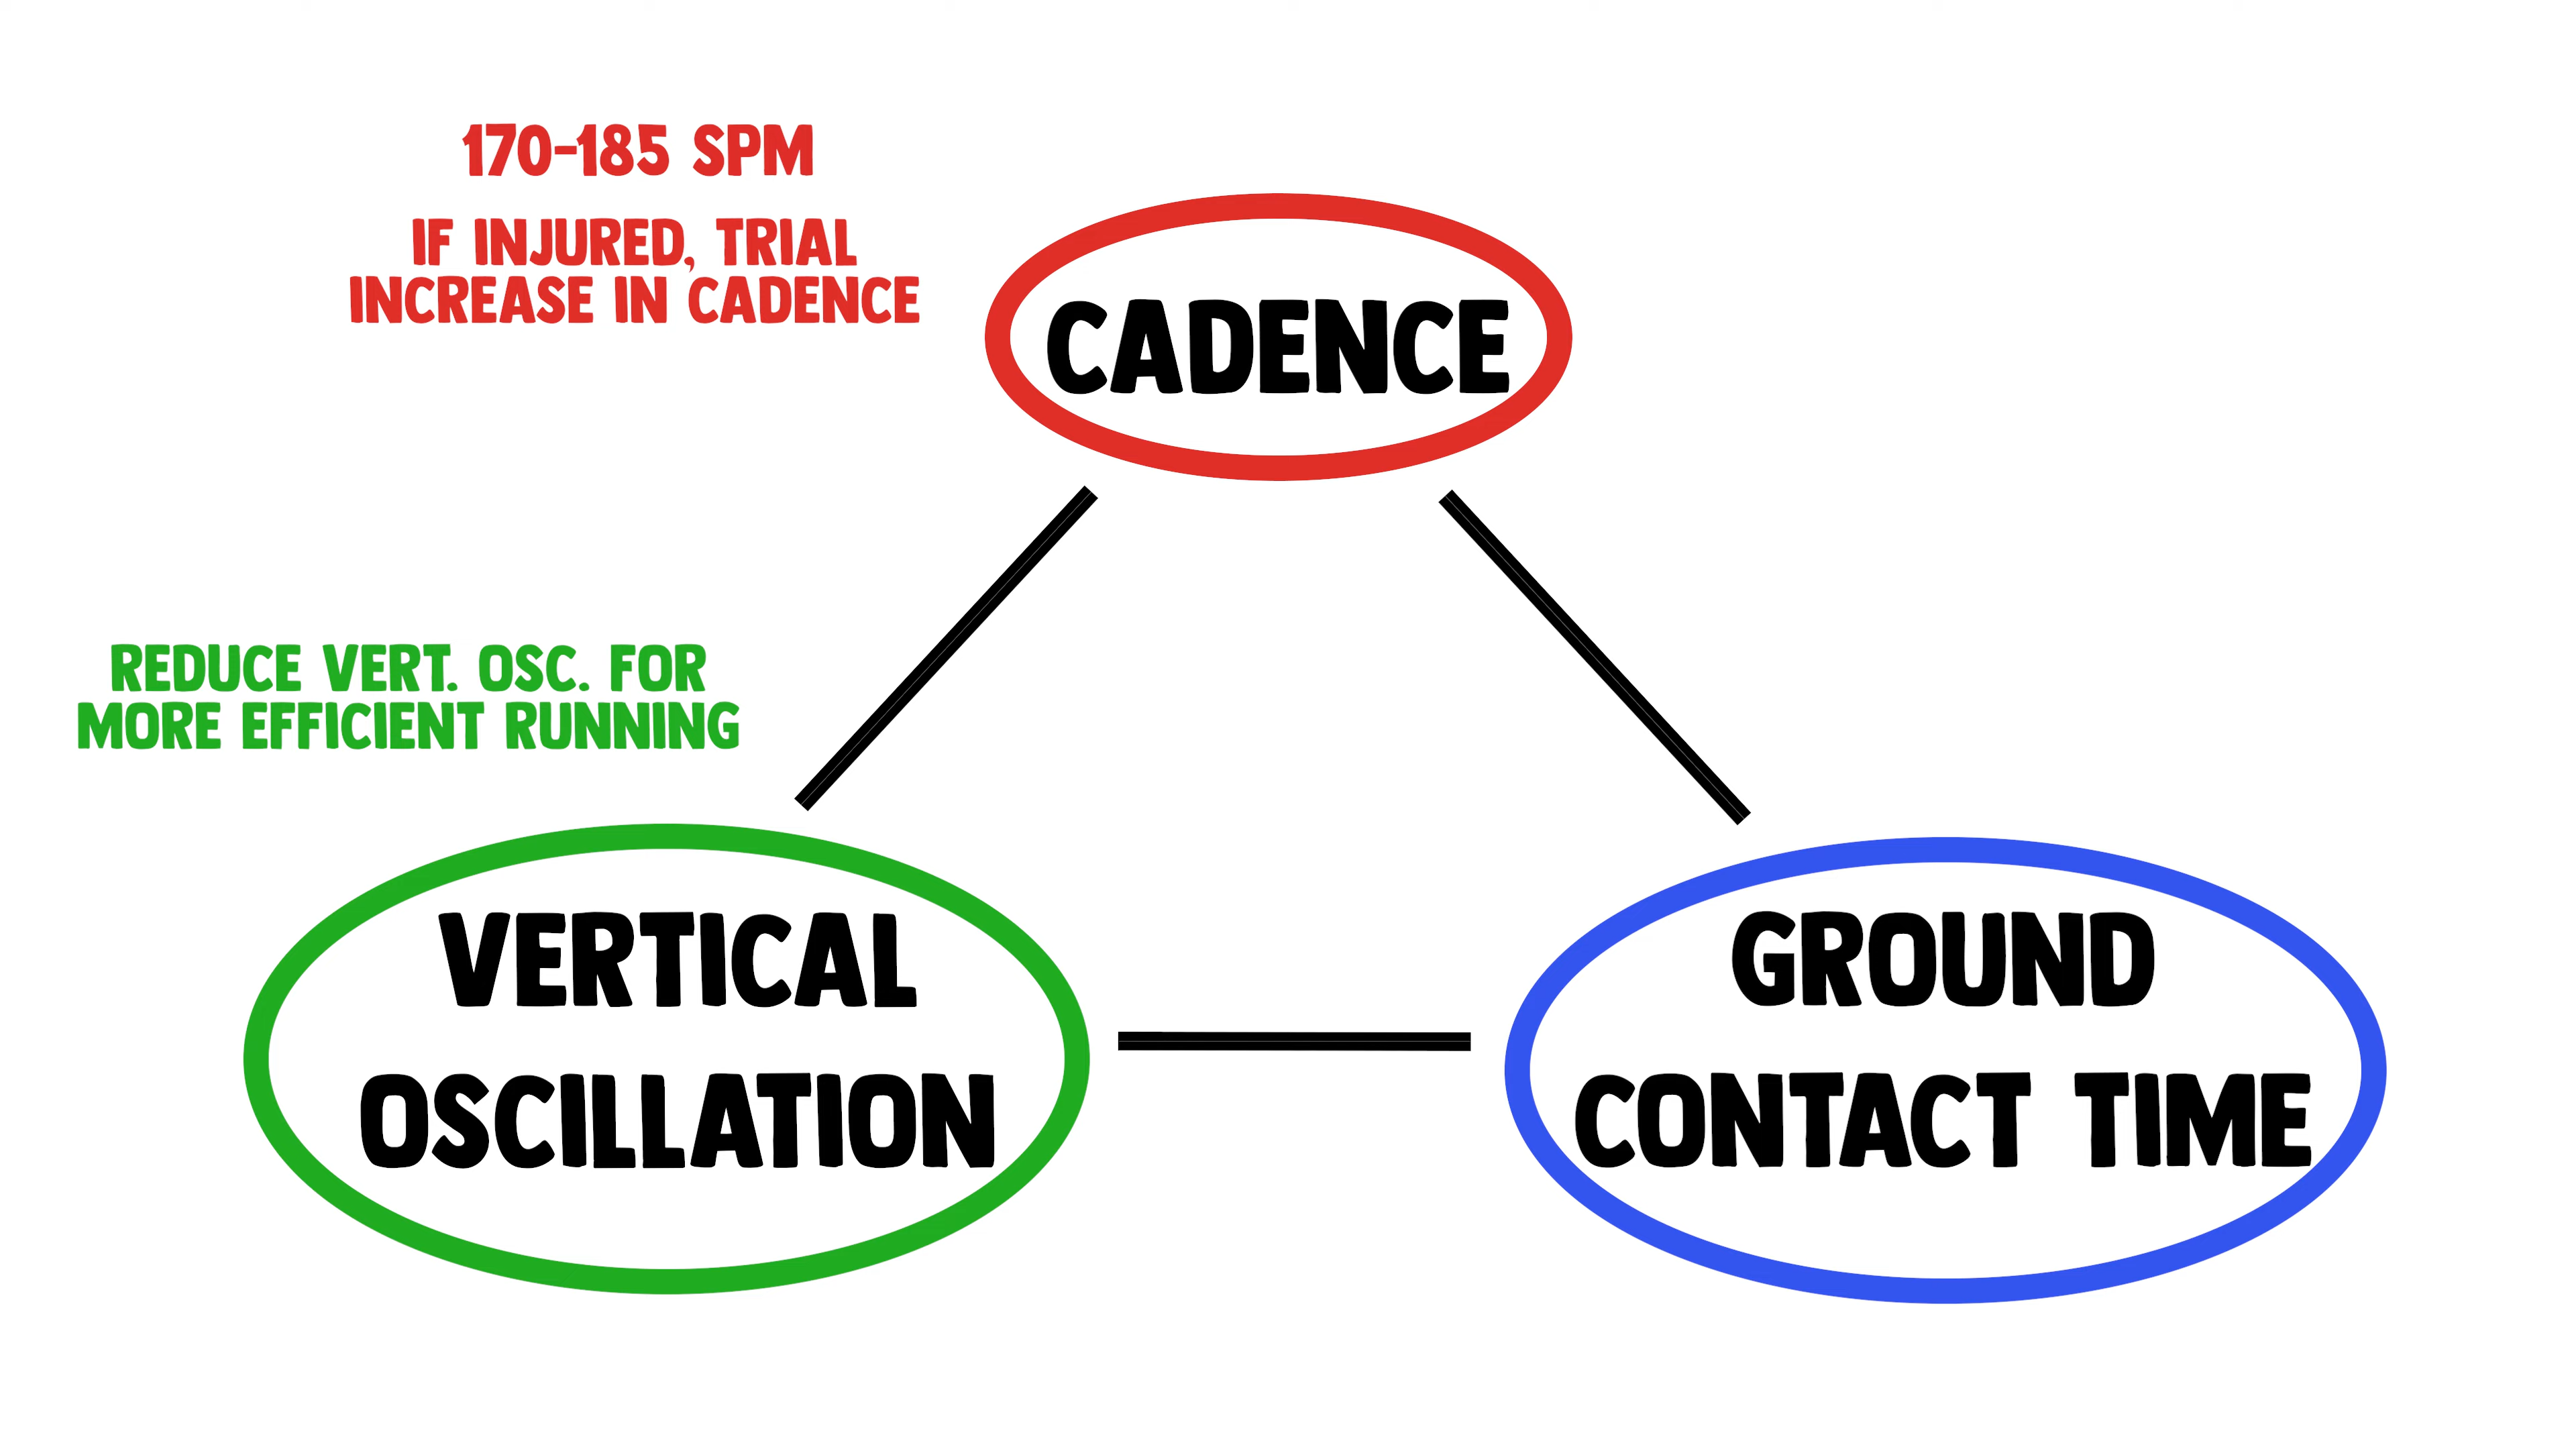 170-185 SPM
IF INJURED, TRIAL
INCREASE IN CADENCE
CADENCE
REDUCE VERT. OSC. FOR
MORE EFFICIENT RUNNING
VERTICAL
OSCILLATION
GROUND
CONTACT TIME